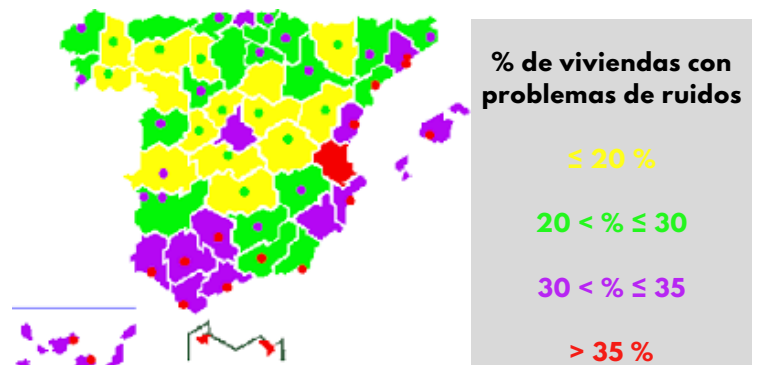 % de viviendas con
problemas de ruidos
≤ 20 %
20 < % ≤ 30
30 < % ≤ 35
> 35 %